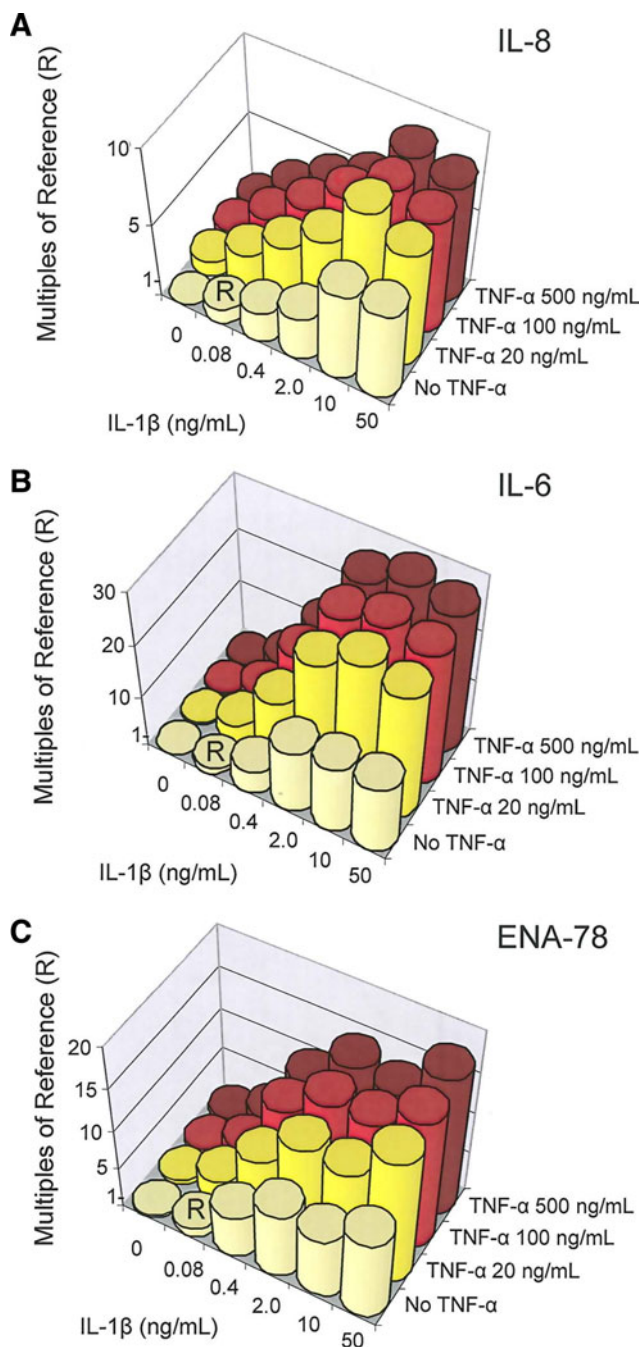 A
IL-8
Multiples of Reference (R)
10
5
1
R
0
0.08
0.4
2.0
10
50
IL-1β (ng/mL)
TNF-α 500 ng/mL
TNF-α 100 ng/mL
TNF-α 20 ng/mL
No TNF-α
B
IL-6
Multiples of Reference (R)
30
20
10
1
R
0
0.08
0.4
2.0
10
50
IL-1β (ng/mL)
TNF-α 500 ng/mL
TNF-α 100 ng/mL
TNF-α 20 ng/mL
No TNF-α
C
ENA-78
Multiples of Reference (R)
20
15
10
5
1
R
0
0.08
0.4
2.0
10
50
IL-1β (ng/mL)
TNF-α 500 ng/mL
TNF-α 100 ng/mL
TNF-α 20 ng/mL
No TNF-α